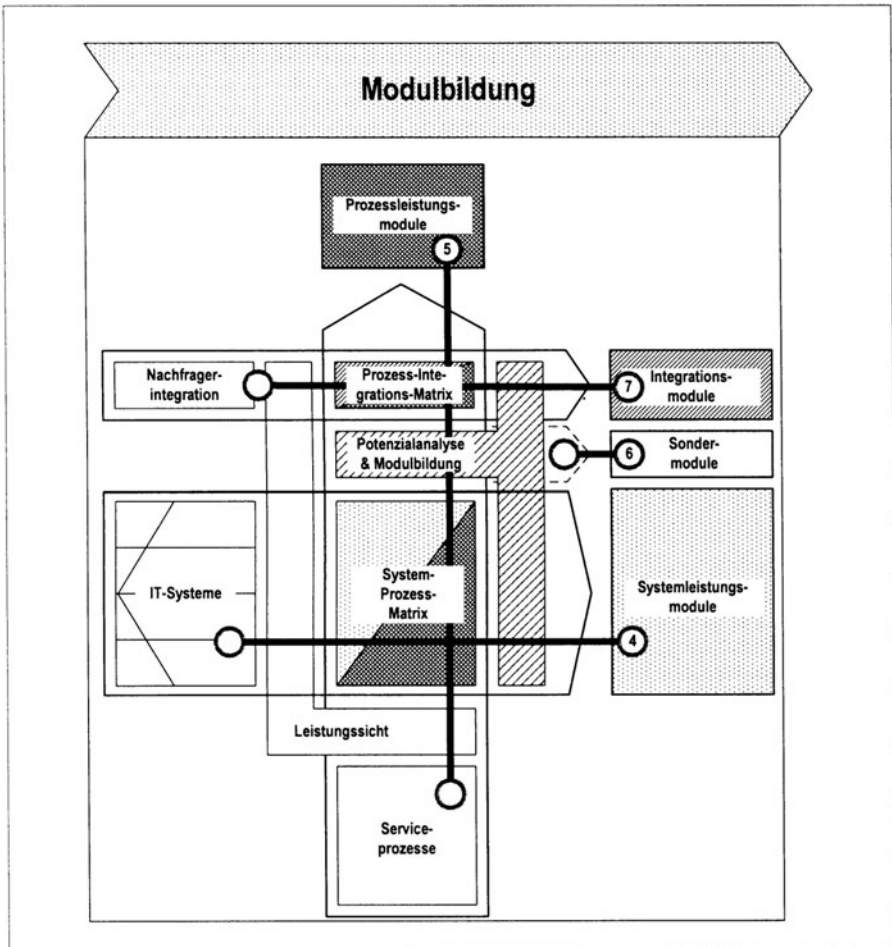 Modulbildung
Prozessleistungs-
module
5
Nachfrager-
integration
Prozess-Inte-
grations-Matrix
7
Integrations-
module
Potenzialanalyse
& Modulbildung
6
Sonder-
module
IT-Systeme
System-
Prozess-
Matrix
Systemleistungs-
module
4
Leistungssicht
Service-
prozesse